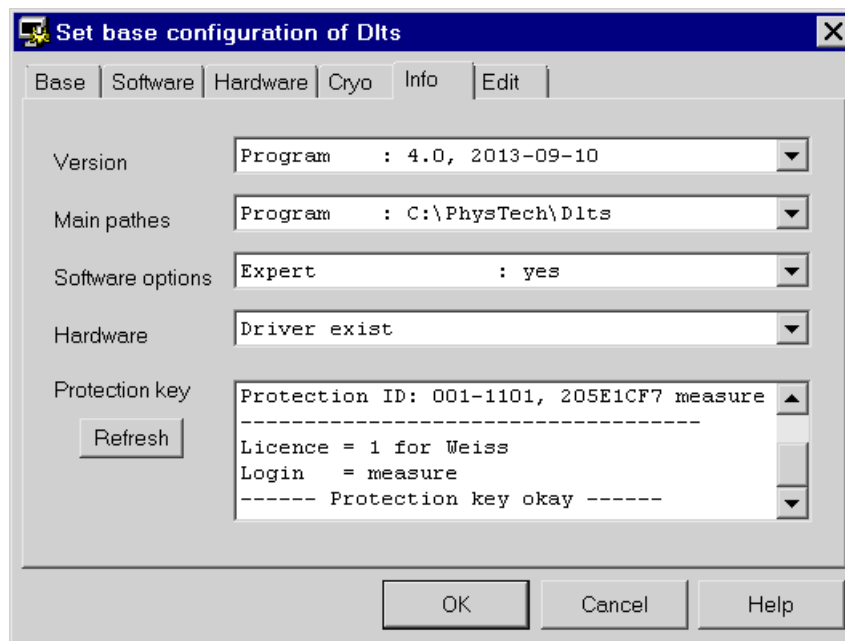 Set base configuration of Dlts
Base Software Hardware Cryo Info Edit
Version Program : 4.0, 2013-09-10
Main pathes Program : C:\PhysTech\Dlts
Software options Expert : yes
Hardware Driver exist
Protection key Protection ID: 001-1101, 205E1CF7 measure
-----------------------------------
Refresh Licence = 1 for Weiss
Login = measure
------ Protection key okay ------
OK Cancel Help